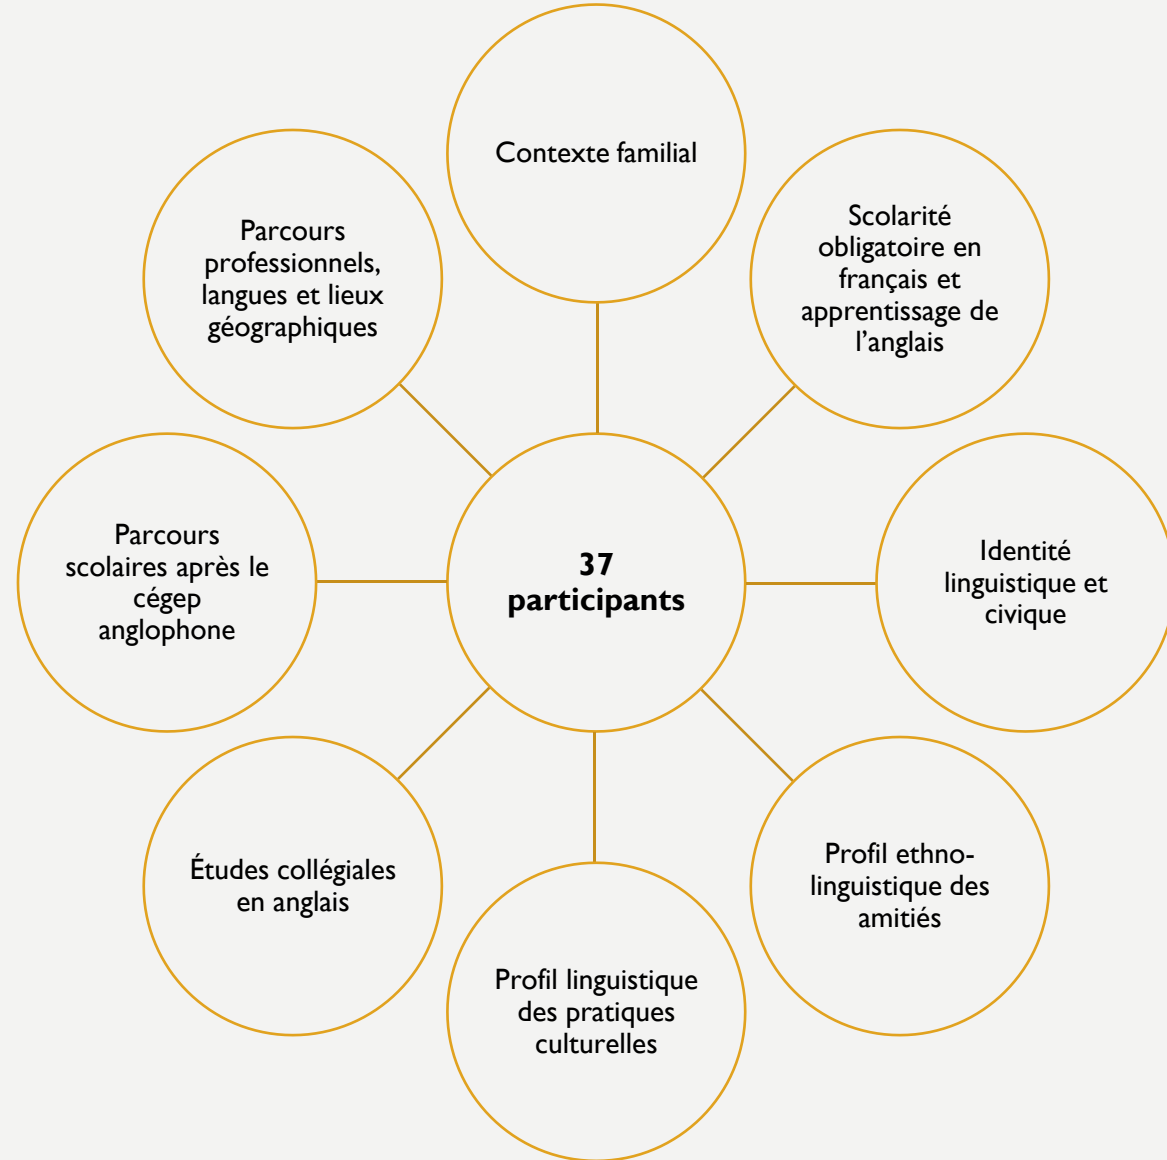 Contexte familial
Scolarité
obligatoire en
français et
apprentissage de
l’anglais
Identité
linguistique et
civique
Profil ethno-
linguistique des
amitiés
Profil linguistique
des pratiques
culturelles
Études collégiales
en anglais
Parcours
scolaires après le
cégep
anglophone
Parcours
professionnels,
langues et lieux
géographiques
37
participants